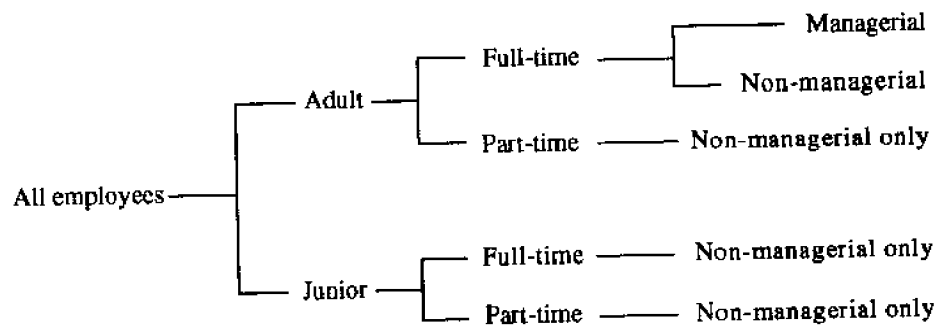 Managerial
Full-time
Non-managerial
Adult
Part-time
Non-managerial only
All employees
Full-time
Non-managerial only
Junior
Part-time
Non-managerial only